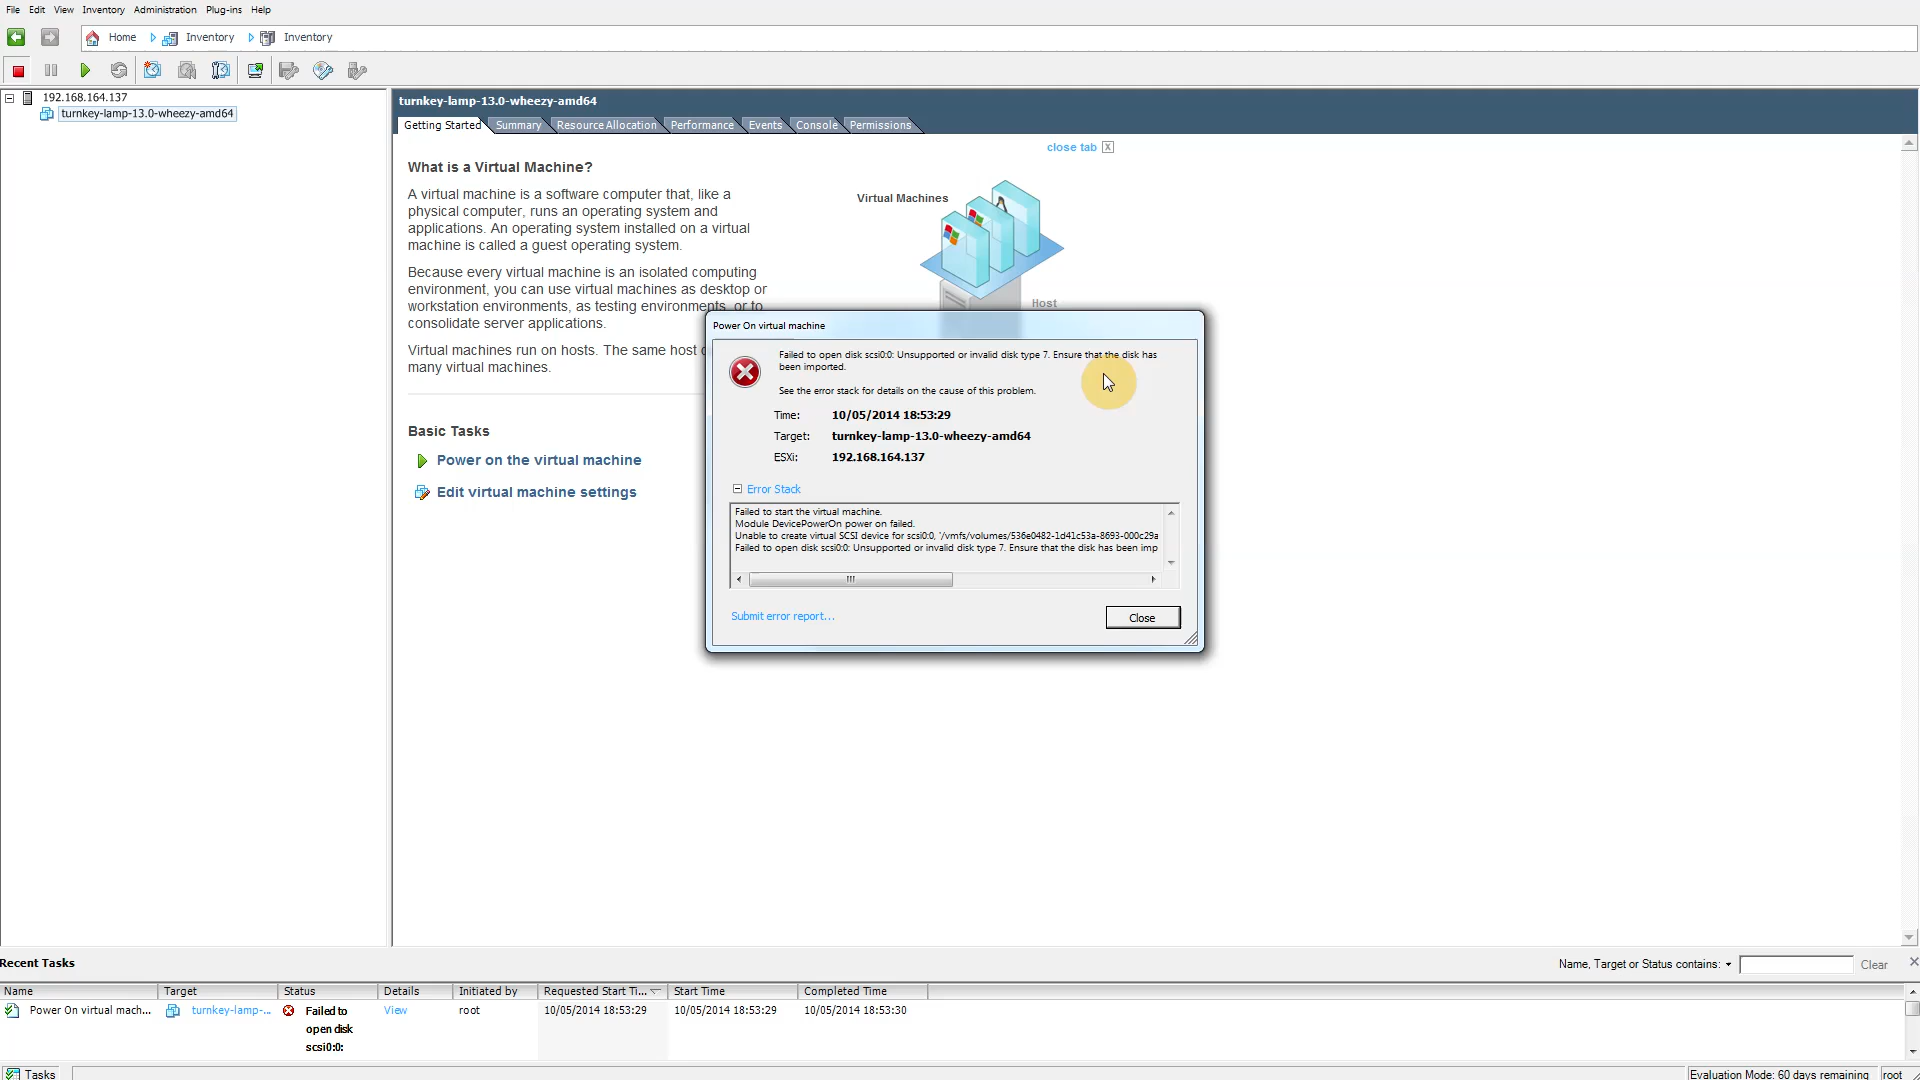 File Edit View Inventory Administration Plug-ins Help
Home Inventory Inventory
192.168.164.137
turnkey-lamp-13.0-wheezy-amd64
turnkey-lamp-13.0-wheezy-amd64
Getting Started Summary Resource Allocation Performance Events Console Permissions
close tab X
What is a Virtual Machine?
A virtual machine is a software computer that, like a
physical computer, runs an operating system and
applications. An operating system installed on a virtual
machine is called a guest operating system.
Because every virtual machine is an isolated computing
environment, you can use virtual machines as desktop or
workstation environments, as testing environments, or to
consolidate server applications.
Virtual machines run on hosts. The same host
many virtual machines.
Virtual Machines
Host
Basic Tasks
Power on the virtual machine
Edit virtual machine settings
Power On virtual machine
Failed to open disk scsi0:0: Unsupported or invalid disk type 7. Ensure that the disk has
been imported.
See the error stack for details on the cause of this problem.
Time: 10/05/2014 18:53:29
Target: turnkey-lamp-13.0-wheezy-amd64
ESXi: 192.168.164.137
Error Stack
Failed to start the virtual machine.
Module DevicePowerOn power on failed.
Unable to create virtual SCSI device for scsi0:0, '/vmfs/volumes/536e0482-1d41c53a-8693-000c29a
Failed to open disk scsi0:0: Unsupported or invalid disk type 7. Ensure that the disk has been imp
Submit error report...
Close
Recent Tasks
Name, Target or Status contains: Clear
Name Target Status Details Initiated by Requested Start Ti... Start Time Completed Time
Power On virtual mach... turnkey-lamp-... Failed to View root 10/05/2014 18:53:29 10/05/2014 18:53:29 10/05/2014 18:53:30
open disk
scsi0:0:
Tasks Evaluation Mode: 60 days remaining root